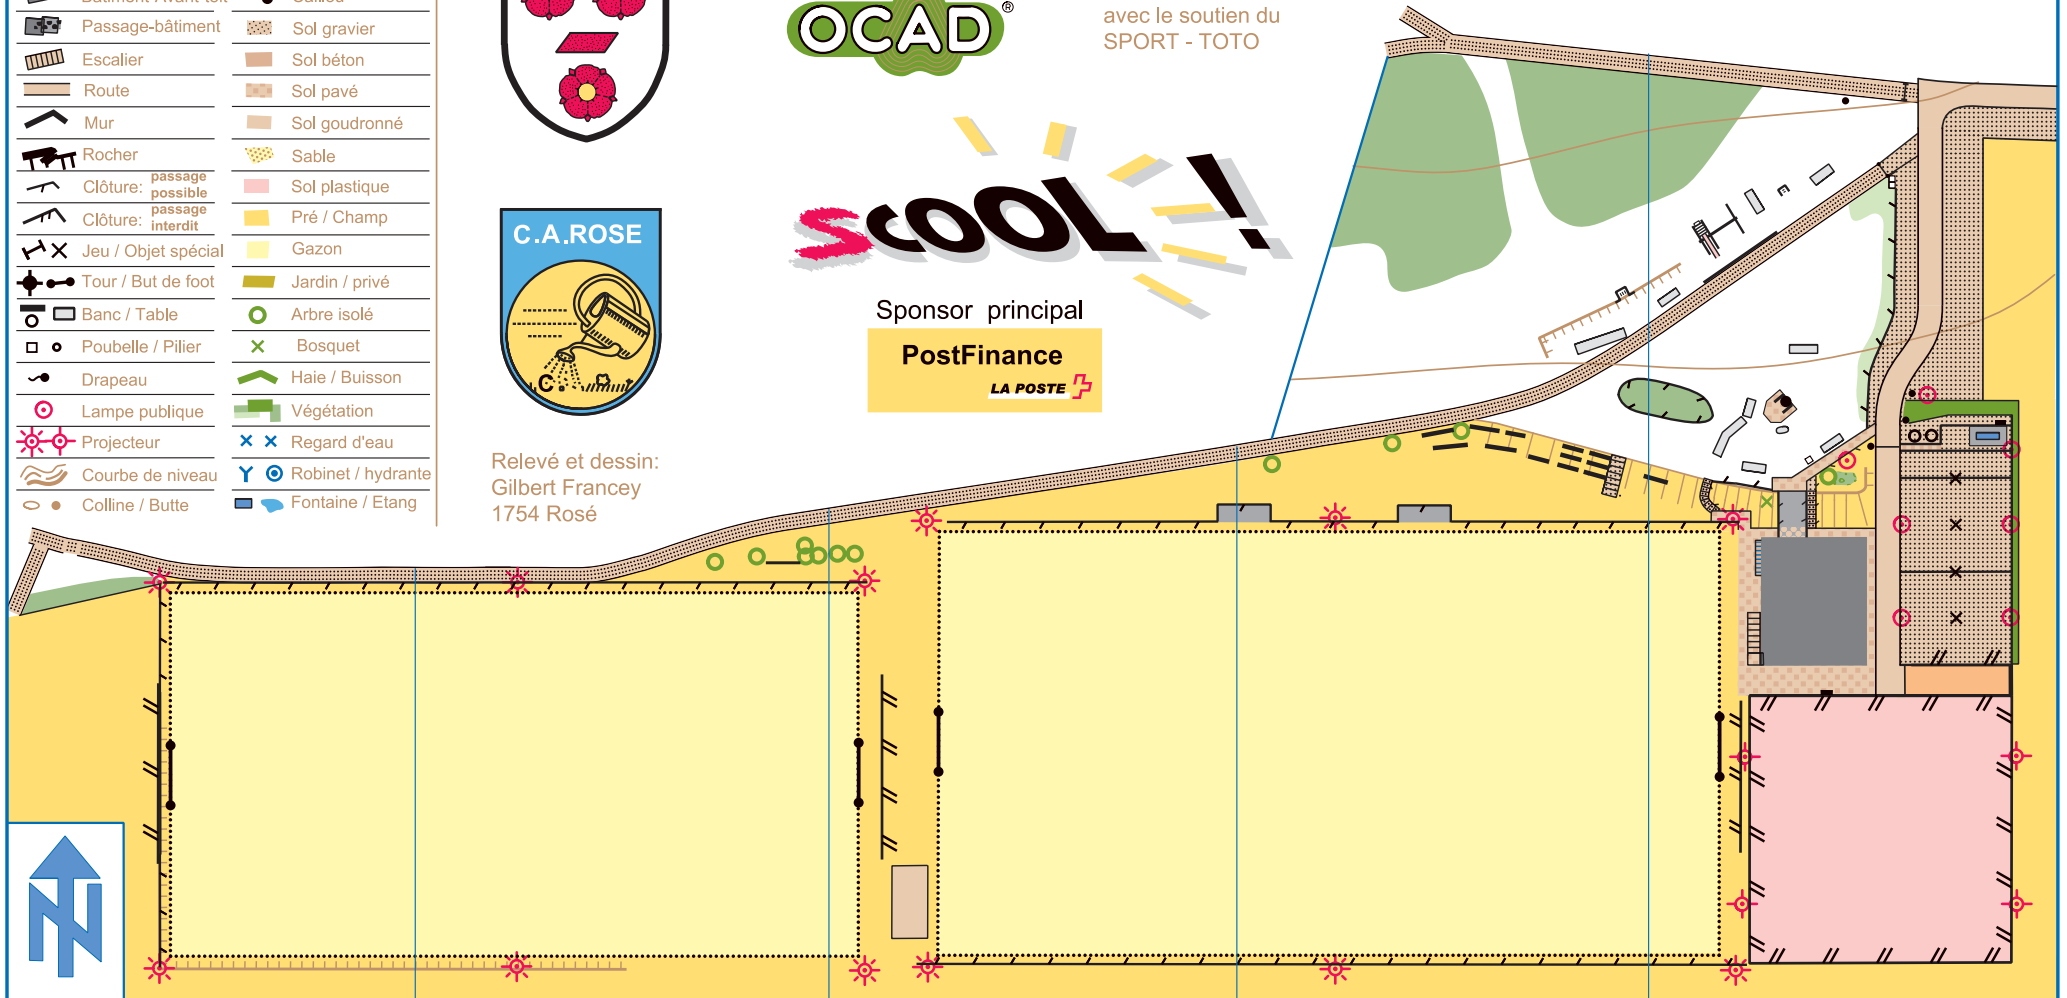 Passage-bâtiment
Escalier
Route
Mur
Rocher
Clôture: passage possible
Clôture: passage interdit
Jeu / Objet spécial
Tour / But de foot
Banc / Table
Poubelle / Pilier
Drapeau
Lampe publique
Projecteur
Courbe de niveau
Colline / Butte
Sol gravier
Sol béton
Sol pavé
Sol goudronné
Sable
Sol plastique
Pré / Champ
Gazon
Jardin / privé
Arbre isolé
Bosquet
Haie / Buisson
Végétation
Regard d'eau
Robinet / hydrante
Fontaine / Etang
C.A.ROSE
C.
Relevé et dessin:
Gilbert Francey
1754 Rosé
OCAD®
avec le soutien du
SPORT - TOTO
SCOOL!
Sponsor principal
PostFinance
LA POSTE
N